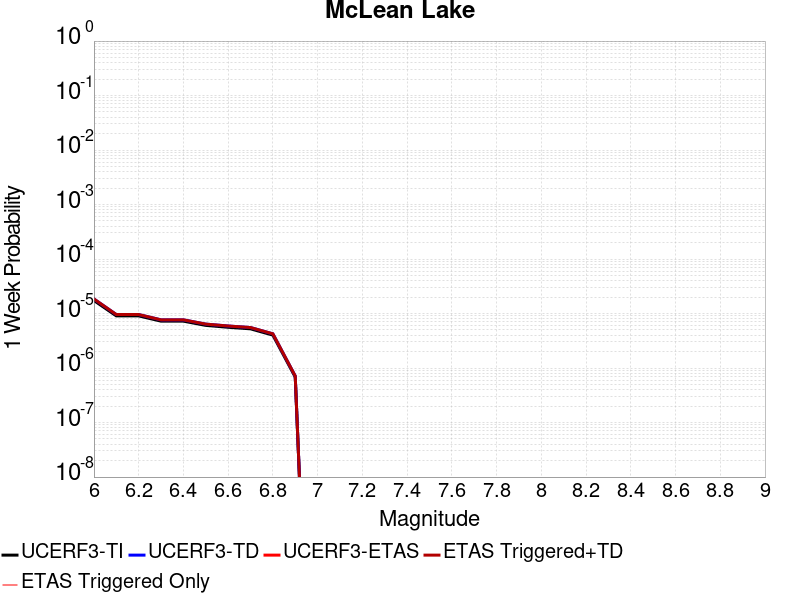 McLean Lake
10^0
10^-1
10^-2
10^-3
10^-4
10^-5
10^-6
10^-7
10^-8
1 Week Probability
6 6.2 6.4 6.6 6.8 7 7.2 7.4 7.6 7.8 8 8.2 8.4 8.6 8.8 9
Magnitude
UCERF3-TI UCERF3-TD UCERF3-ETAS ETAS Triggered+TD
ETAS Triggered Only